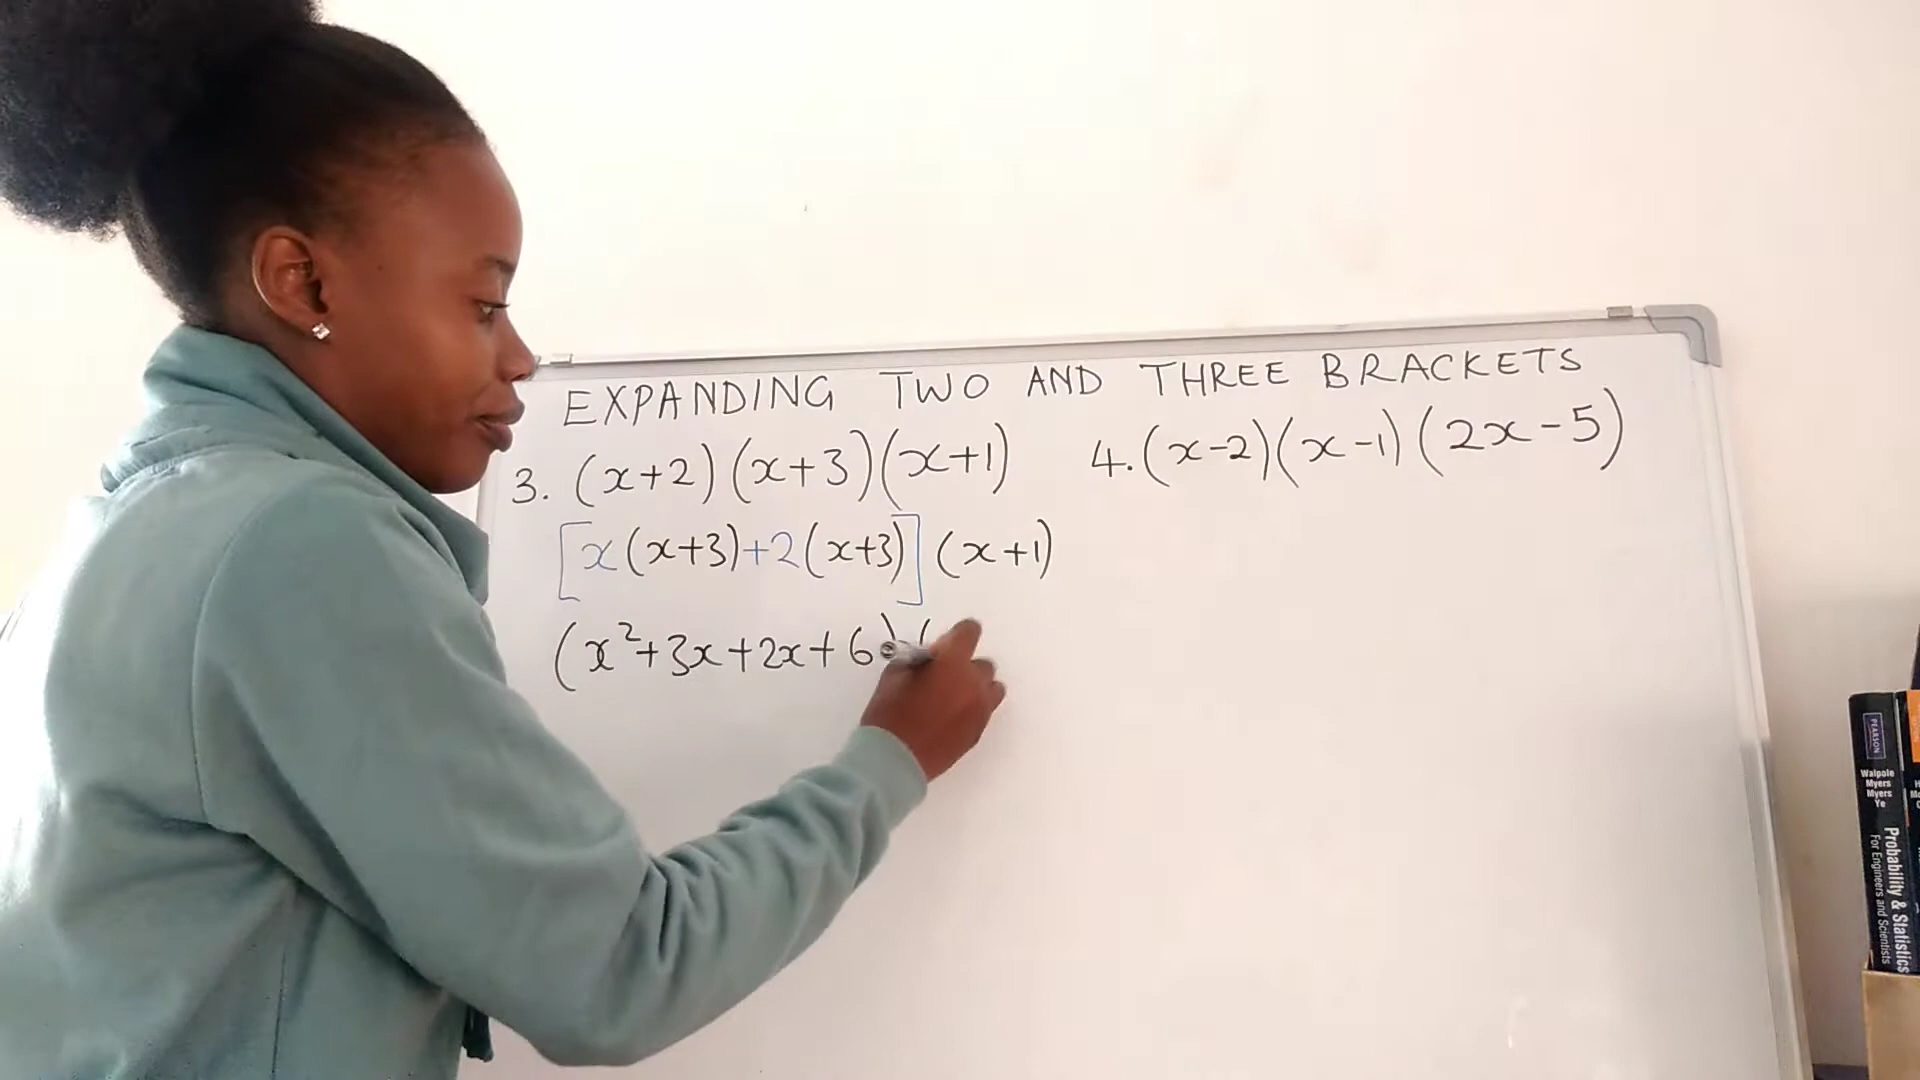 EXPANDING TWO AND THREE BRACKETS
3. (x+2)(x+3)(x+1)
4. (x-2)(x-1)(2x-5)
[x(x+3)+2(x+3)](x+1)
(x²+3x+2x+6)(
PEARSON
Walpole
Myers
Myers
Ye
Probability & Statistics
For Engineers and Scientists